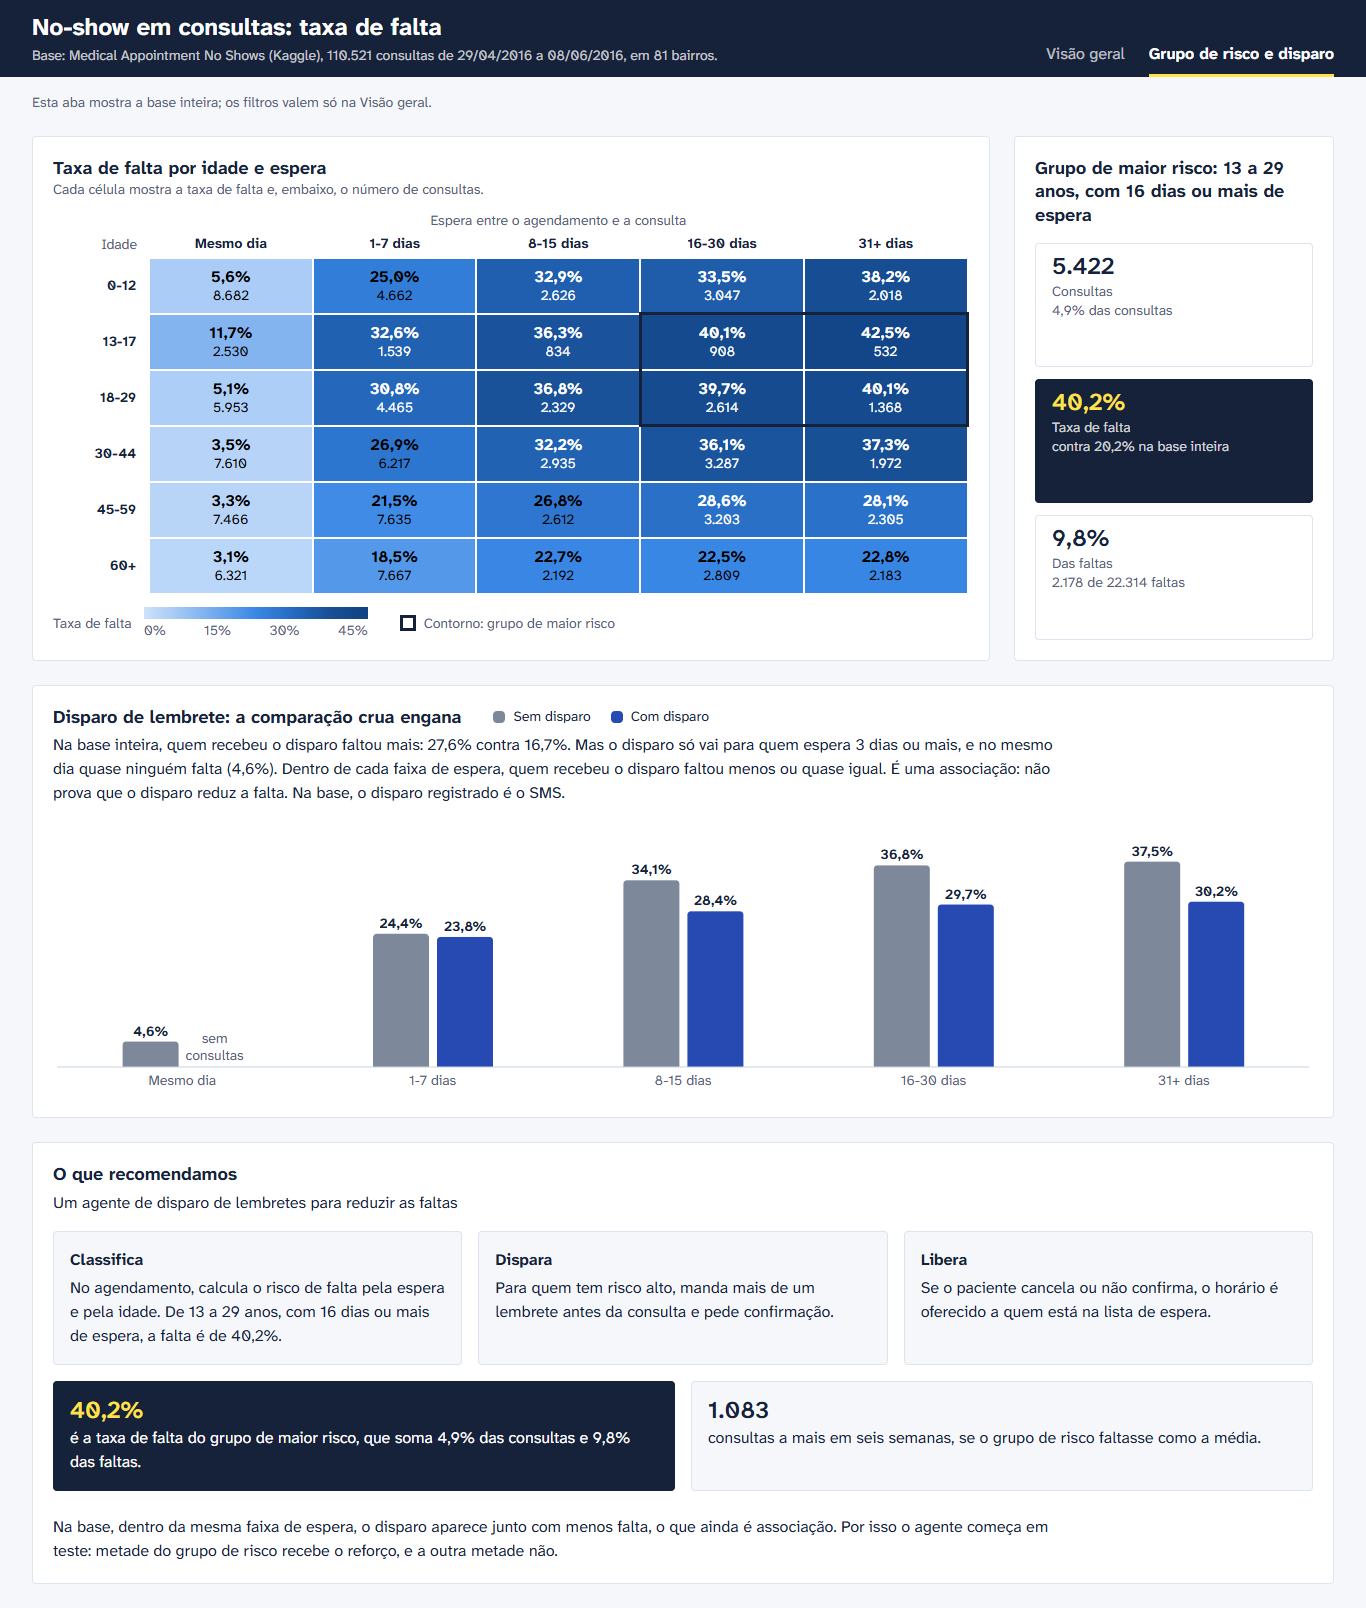 No-show em consultas: taxa de falta
Base: Medical Appointment No Shows (Kaggle), 110.521 consultas de 29/04/2016 a 08/06/2016, em 81 bairros.
Visão geral
Grupo de risco e disparo
Esta aba mostra a base inteira; os filtros valem só na Visão geral.
Taxa de falta por idade e espera
Cada célula mostra a taxa de falta e, embaixo, o número de consultas.
Espera entre o agendamento e a consulta
Idade Mesmo dia 1-7 dias 8-15 dias 16-30 dias 31+ dias
0-12
5,6% 25,0% 32,9% 33,5% 38,2%
8.682 4.662 2.626 3.047 2.018
13-17
11,7% 32,6% 36,3% 40,1% 42,5%
2.530 1.539 834 908 532
18-29
5,1% 30,8% 36,8% 39,7% 40,1%
5.953 4.465 2.329 2.614 1.368
30-44
3,5% 26,9% 32,2% 36,1% 37,3%
7.610 6.217 2.935 3.287 1.972
45-59
3,3% 21,5% 26,8% 28,6% 28,1%
7.466 7.635 2.612 3.203 2.305
60+
3,1% 18,5% 22,7% 22,5% 22,8%
6.321 7.667 2.192 2.809 2.183
Taxa de falta
0% 15% 30% 45%
Contorno: grupo de maior risco
Grupo de maior risco: 13 a 29
anos, com 16 dias ou mais de
espera
5.422
Consultas
4,9% das consultas
40,2%
Taxa de falta
contra 20,2% na base inteira
9,8%
Das faltas
2.178 de 22.314 faltas
Disparo de lembrete: a comparação crua engana
Sem disparo
Com disparo
Na base inteira, quem recebeu o disparo faltou mais: 27,6% contra 16,7%. Mas o disparo só vai para quem espera 3 dias ou mais, e no mesmo
dia quase ninguém falta (4,6%). Dentro de cada faixa de espera, quem recebeu o disparo faltou menos ou quase igual. É uma associação: não
prova que o disparo reduz a falta. Na base, o disparo registrado é o SMS.
4,6%
sem
consultas
24,4%
23,8%
34,1%
28,4%
36,8%
29,7%
37,5%
30,2%
Mesmo dia
1-7 dias
8-15 dias
16-30 dias
31+ dias
O que recomendamos
Um agente de disparo de lembretes para reduzir as faltas
Classifica
No agendamento, calcula o risco de falta pela espera
e pela idade. De 13 a 29 anos, com 16 dias ou mais
de espera, a falta é de 40,2%.
Dispara
Para quem tem risco alto, manda mais de um
lembrete antes da consulta e pede confirmação.
Libera
Se o paciente cancela ou não confirma, o horário é
oferecido a quem está na lista de espera.
40,2%
é a taxa de falta do grupo de maior risco, que soma 4,9% das consultas e 9,8%
das faltas.
1.083
consultas a mais em seis semanas, se o grupo de risco faltasse como a média.
Na base, dentro da mesma faixa de espera, o disparo aparece junto com menos falta, o que ainda é associação. Por isso o agente começa em
teste: metade do grupo de risco recebe o reforço, e a outra metade não.